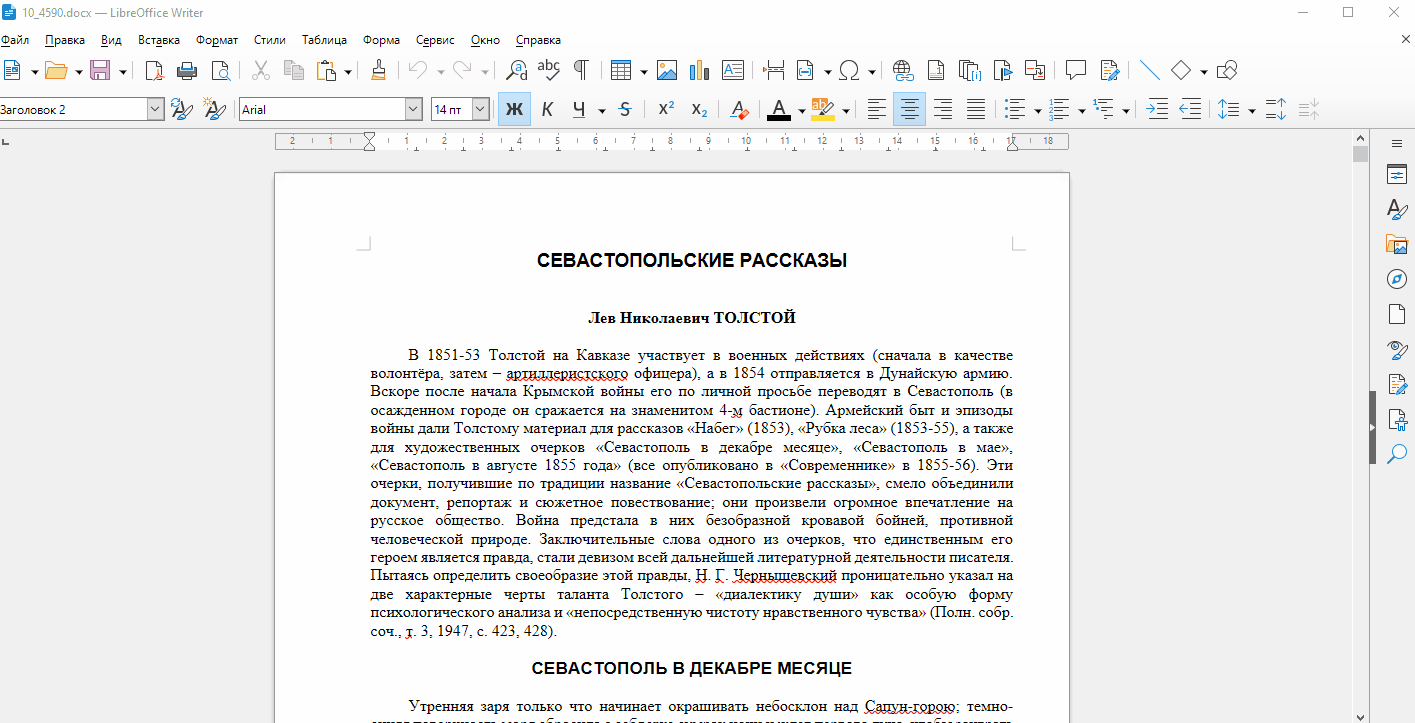 10_4590.docx — LibreOffice Writer
Файл Правка Вид Вставка Формат Стили Таблица Форма Сервис Окно Справка
Заголовок 2 Arial 14 пт Ж К Ч S X² X₂ A A ab
2 1 1 2 3 4 5 6 7 8 9 10 11 12 13 14 15 16 17 18
СЕВАСТОПОЛЬСКИЕ РАССКАЗЫ
Лев Николаевич ТОЛСТОЙ
В 1851-53 Толстой на Кавказе участвует в военных действиях (сначала в качестве
волонтёра, затем – артиллеристского офицера), а в 1854 отправляется в Дунайскую армию.
Вскоре после начала Крымской войны его по личной просьбе переводят в Севастополь (в
осажденном городе он сражается на знаменитом 4-м бастионе). Армейский быт и эпизоды
войны дали Толстому материал для рассказов «Набег» (1853), «Рубка леса» (1853-55), а также
для художественных очерков «Севастополь в декабре месяце», «Севастополь в мае»,
«Севастополь в августе 1855 года» (все опубликовано в «Современнике» в 1855-56). Эти
очерки, получившие по традиции название «Севастопольские рассказы», смело объединили
документ, репортаж и сюжетное повествование; они произвели огромное впечатление на
русское общество. Война предстала в них безобразной кровавой бойней, противной
человеческой природе. Заключительные слова одного из очерков, что единственным его
героем является правда, стали девизом всей дальнейшей литературной деятельности писателя.
Пытаясь определить своеобразие этой правды, Н. Г. Чернышевский проницательно указал на
две характерные черты таланта Толстого – «диалектику души» как особую форму
психологического анализа и «непосредственную чистоту нравственного чувства» (Полн. собр.
соч., т. 3, 1947, с. 423, 428).
СЕВАСТОПОЛЬ В ДЕКАБРЕ МЕСЯЦЕ
Утренняя заря только что начинает окрашивать небосклон над Сапун-горою; темно-